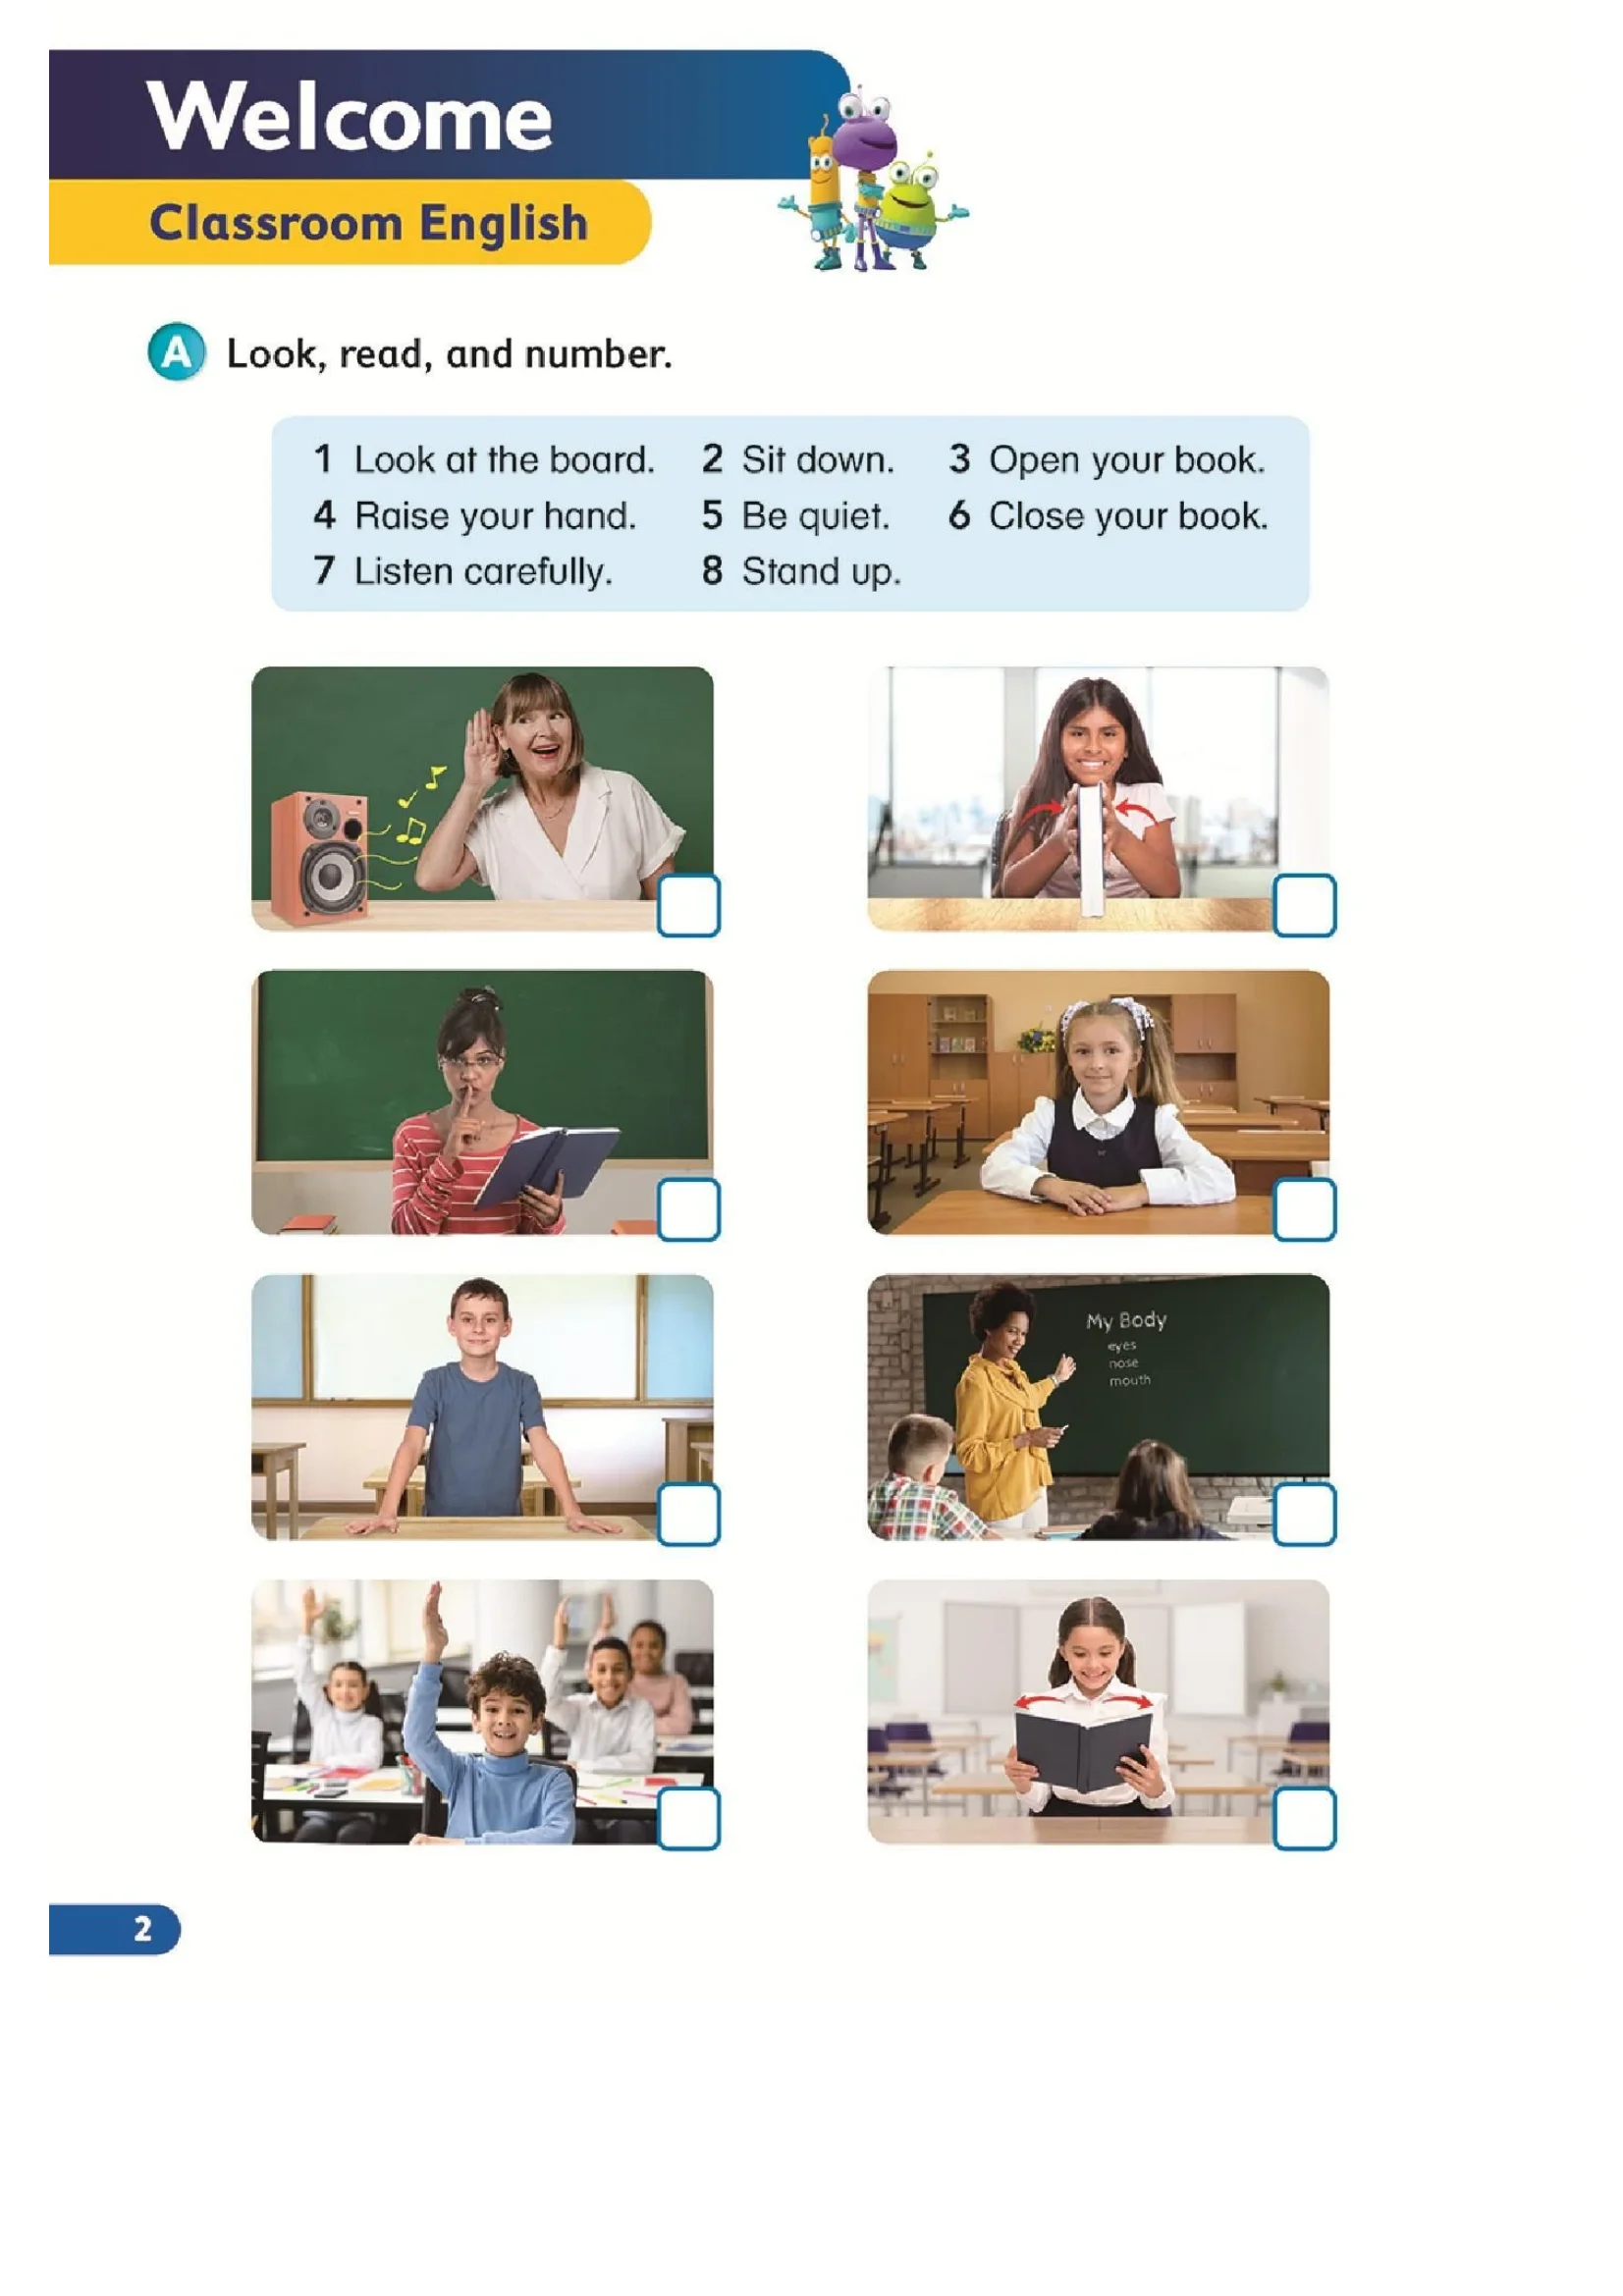 Welcome
Classroom English
A Look, read, and number.
1 Look at the board. 2 Sit down. 3 Open your book.
4 Raise your hand. 5 Be quiet. 6 Close your book.
7 Listen carefully. 8 Stand up.
My Body
eyes
nose
mouth
2